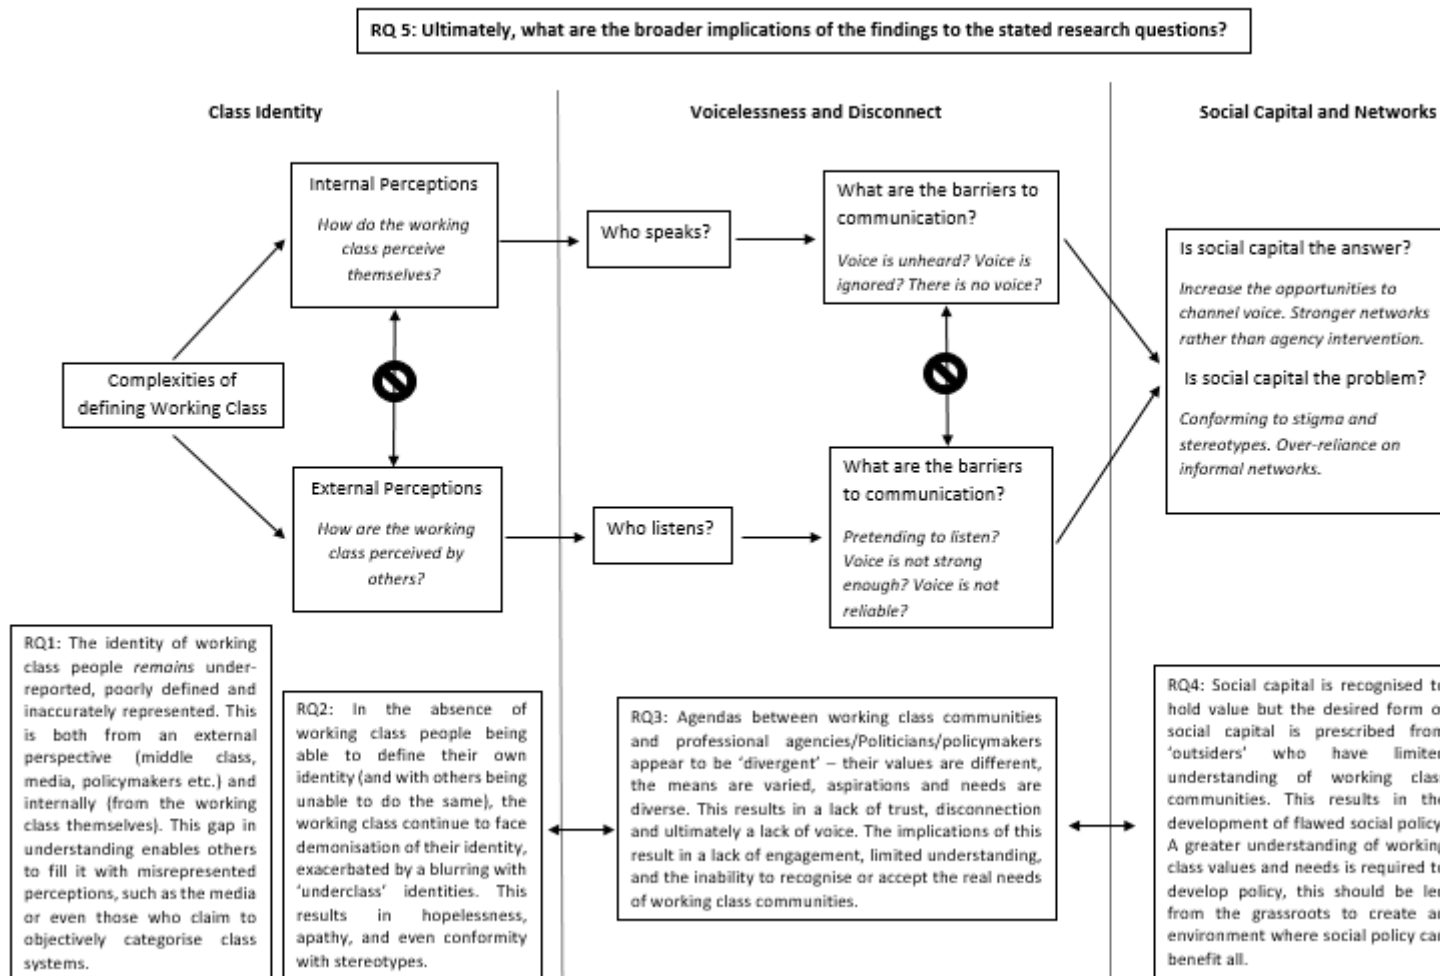 RQ 5: Ultimately, what are the broader implications of the findings to the stated research questions?
Class Identity
Voicelessness and Disconnect
Social Capital and Networks
Internal Perceptions
How do the working
class perceive
themselves?
Complexities of
defining Working Class
External Perceptions
How are the working
class perceived by
others?
Who speaks?
What are the barriers to
communication?
Voice is unheard? Voice is
ignored? There is no voice?
Who listens?
What are the barriers
to communication?
Pretending to listen?
Voice is not strong
enough? Voice is not
reliable?
Is social capital the answer?
Increase the opportunities to
channel voice. Stronger networks
rather than agency intervention.
Is social capital the problem?
Conforming to stigma and
stereotypes. Over-reliance on
informal networks.
RQ1: The identity of working
class people remains under-
reported, poorly defined and
inaccurately represented. This
is both from an external
perspective (middle class,
media, policymakers etc.) and
internally (from the working
class themselves). This gap in
understanding enables others
to fill it with misrepresented
perceptions, such as the media
or even those who claim to
objectively categorise class
systems.
RQ2: In the absence of
working class people being
able to define their own
identity (and with others being
unable to do the same), the
working class continue to face
demonisation of their identity,
exacerbated by a blurring with
‘underclass’ identities. This
results in hopelessness,
apathy, and even conformity
with stereotypes.
RQ3: Agendas between working class communities
and professional agencies/Politicians/policymakers
appear to be ‘divergent’ – their values are different,
the means are varied, aspirations and needs are
diverse. This results in a lack of trust, disconnection
and ultimately a lack of voice. The implications of this
result in a lack of engagement, limited understanding,
and the inability to recognise or accept the real needs
of working class communities.
RQ4: Social capital is recognised
hold value but the desired form
social capital is prescribed
‘outsiders’ who have
understanding of working
communities. This results in
development of flawed social policy
A greater understanding of
class values and needs is required
develop policy, this should be
from the grassroots to create
environment where social policy
benefit all.